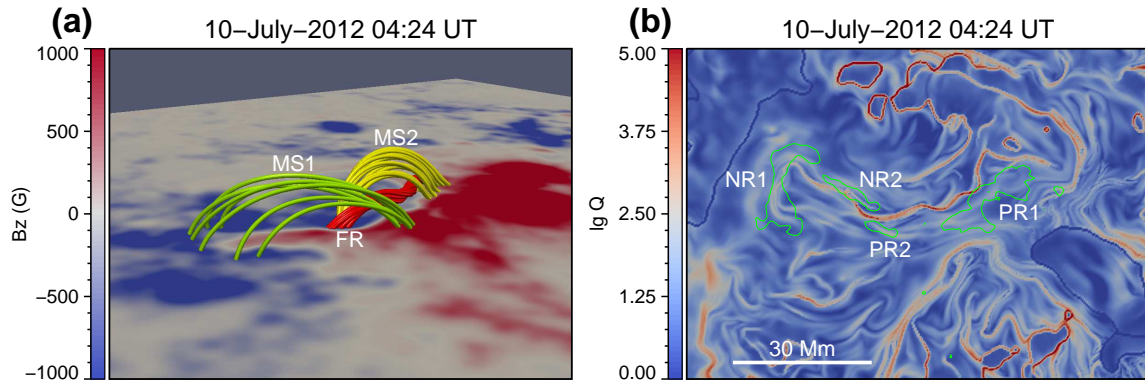 (a)
10−July−2012 04:24 UT
1000
500
0
−500
−1000
Bz (G)
MS1
MS2
FR
(b)
10−July−2012 04:24 UT
5.00
3.75
2.50
1.25
0.00
lg Q
NR1
NR2
PR1
PR2
30 Mm